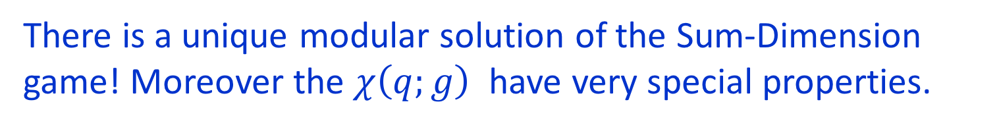 There is a unique modular solution of the Sum-Dimension
game! Moreover the χ(q; g) have very special properties.